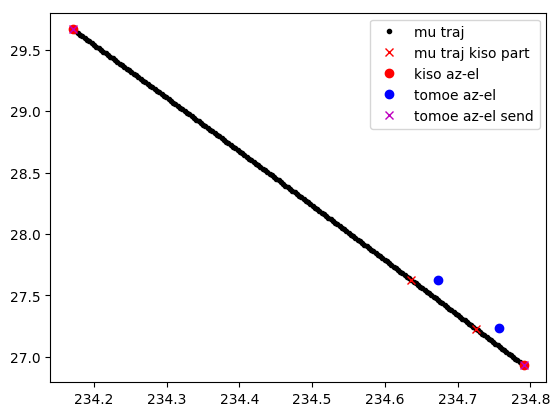 mu traj
mu traj kiso part
kiso az-el
tomoe az-el
tomoe az-el send
29.5
29.0
28.5
28.0
27.5
27.0
234.2 234.3 234.4 234.5 234.6 234.7 234.8